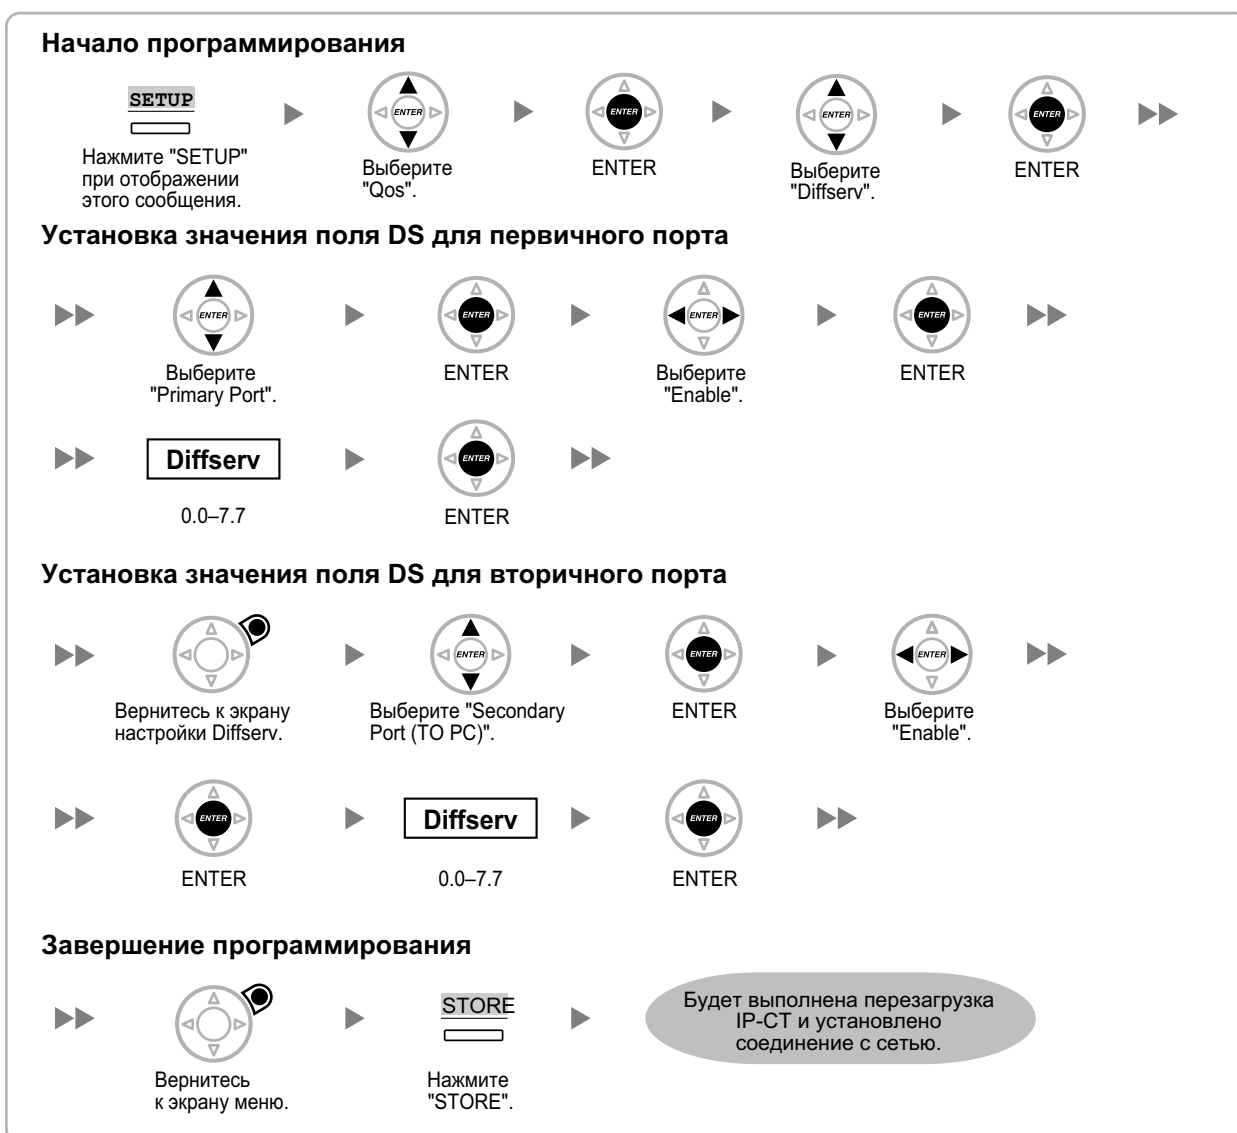 Начало программирования
SETUP
ENTER
ENTER
ENTER
ENTER
Нажмите "SETUP"
при отображении
этого сообщения.
Выберите
"Qos".
ENTER
Выберите
"Diffserv".
ENTER
Установка значения поля DS для первичного порта
ENTER
ENTER
ENTER
ENTER
Выберите
"Primary Port".
ENTER
Выберите
"Enable".
ENTER
Diffserv
ENTER
0.0–7.7
ENTER
Установка значения поля DS для вторичного порта
ENTER
ENTER
ENTER
Вернитесь к экрану
настройки Diffserv.
Выберите "Secondary
Port (TO PC)".
ENTER
Выберите
"Enable".
ENTER
Diffserv
ENTER
ENTER
0.0–7.7
ENTER
Завершение программирования
STORE
Вернитесь
к экрану меню.
Нажмите
"STORE".
Будет выполнена перезагрузка
IP-СТ и установлено
соединение с сетью.